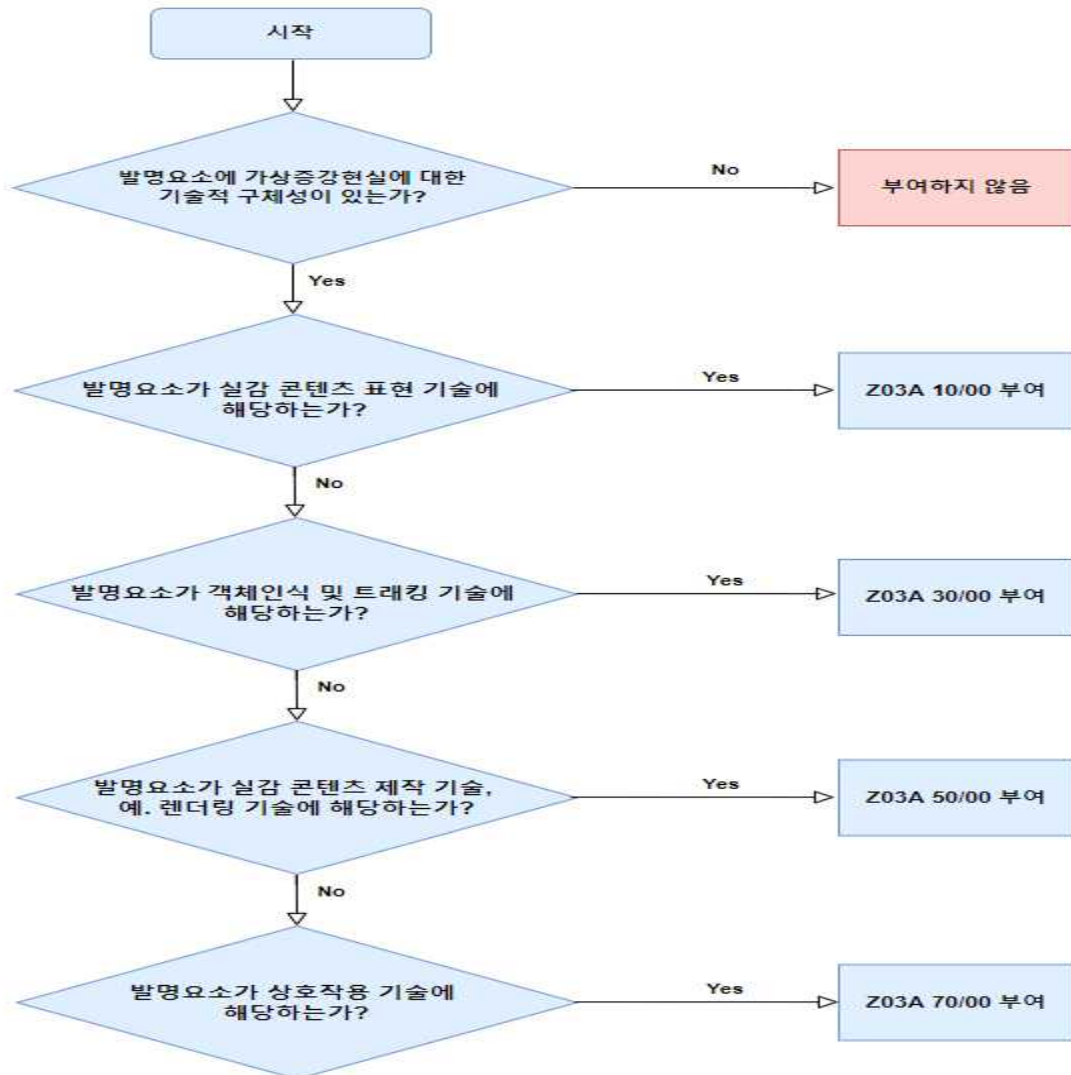 시작
발명요소에 가상증강현실에 대한
기술적 구체성이 있는가?
No
부여하지 않음
Yes
발명요소가 실감 콘텐츠 표현 기술에
해당하는가?
Yes
Z03A 10/00 부여
No
발명요소가 객체인식 및 트래킹 기술에
해당하는가?
Yes
Z03A 30/00 부여
No
발명요소가 실감 콘텐츠 제작 기술,
예. 렌더링 기술에 해당하는가?
Yes
Z03A 50/00 부여
No
발명요소가 상호작용 기술에
해당하는가?
Yes
Z03A 70/00 부여